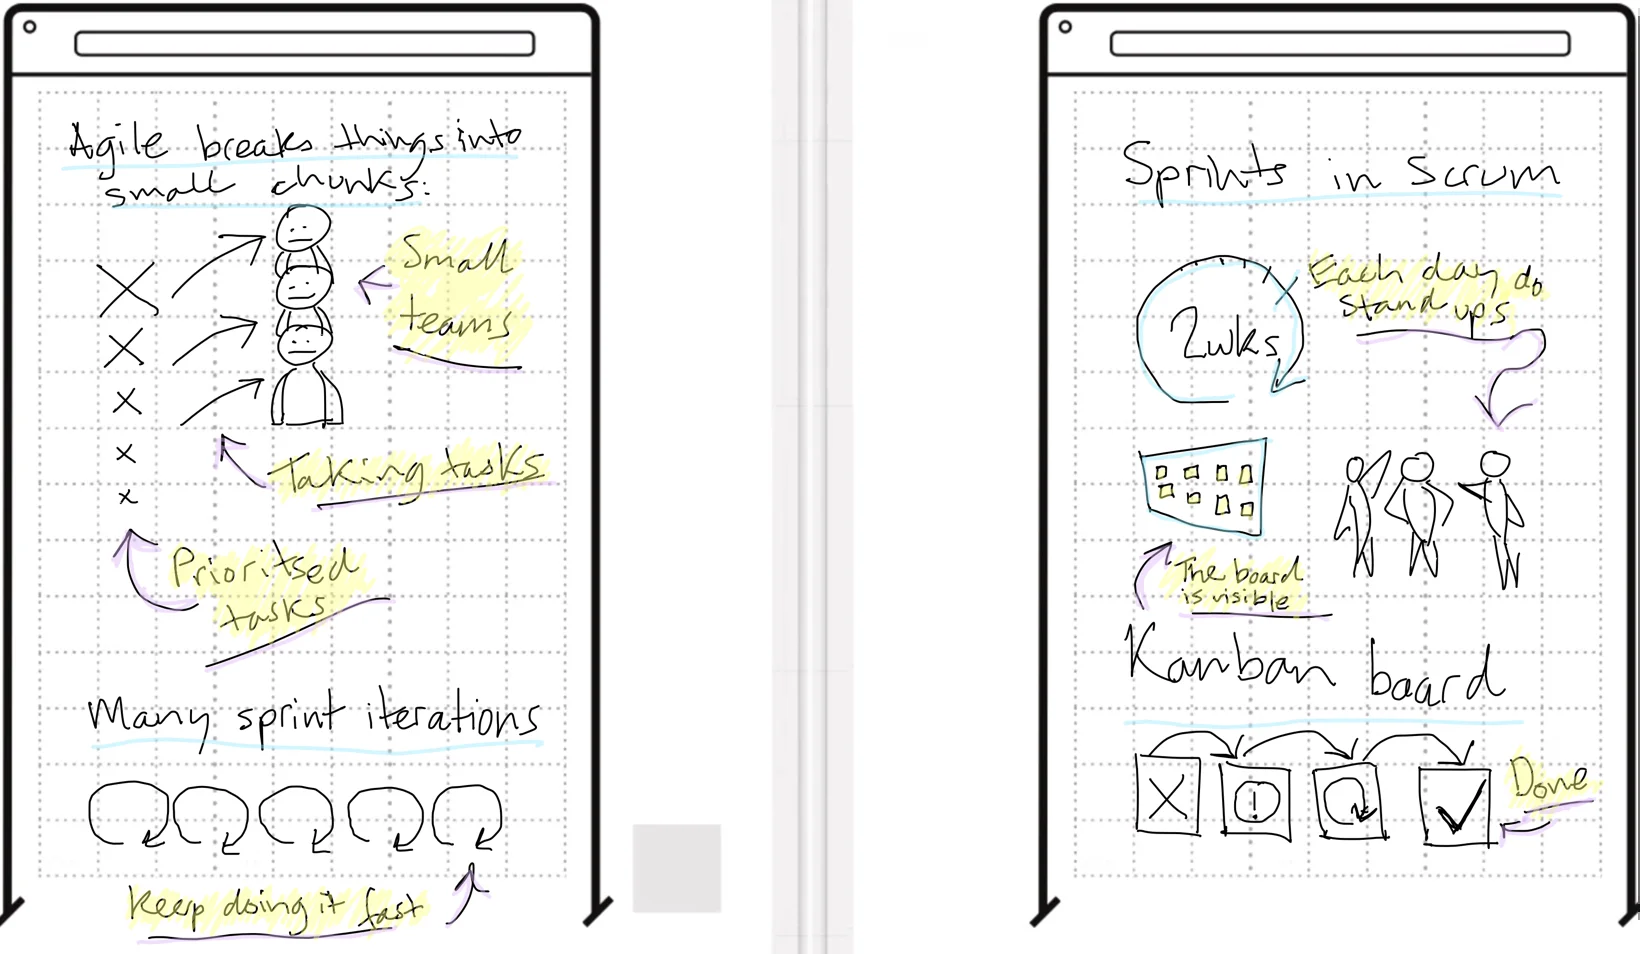 Agile breaks things into
small chunks:
Small
teams
Taking tasks
Prioritsed
tasks
Many sprint iterations
Keep doing it fast
Sprints in Scrum
Each day do
stand ups
2wks
The board
is visible
Kanban board
Done